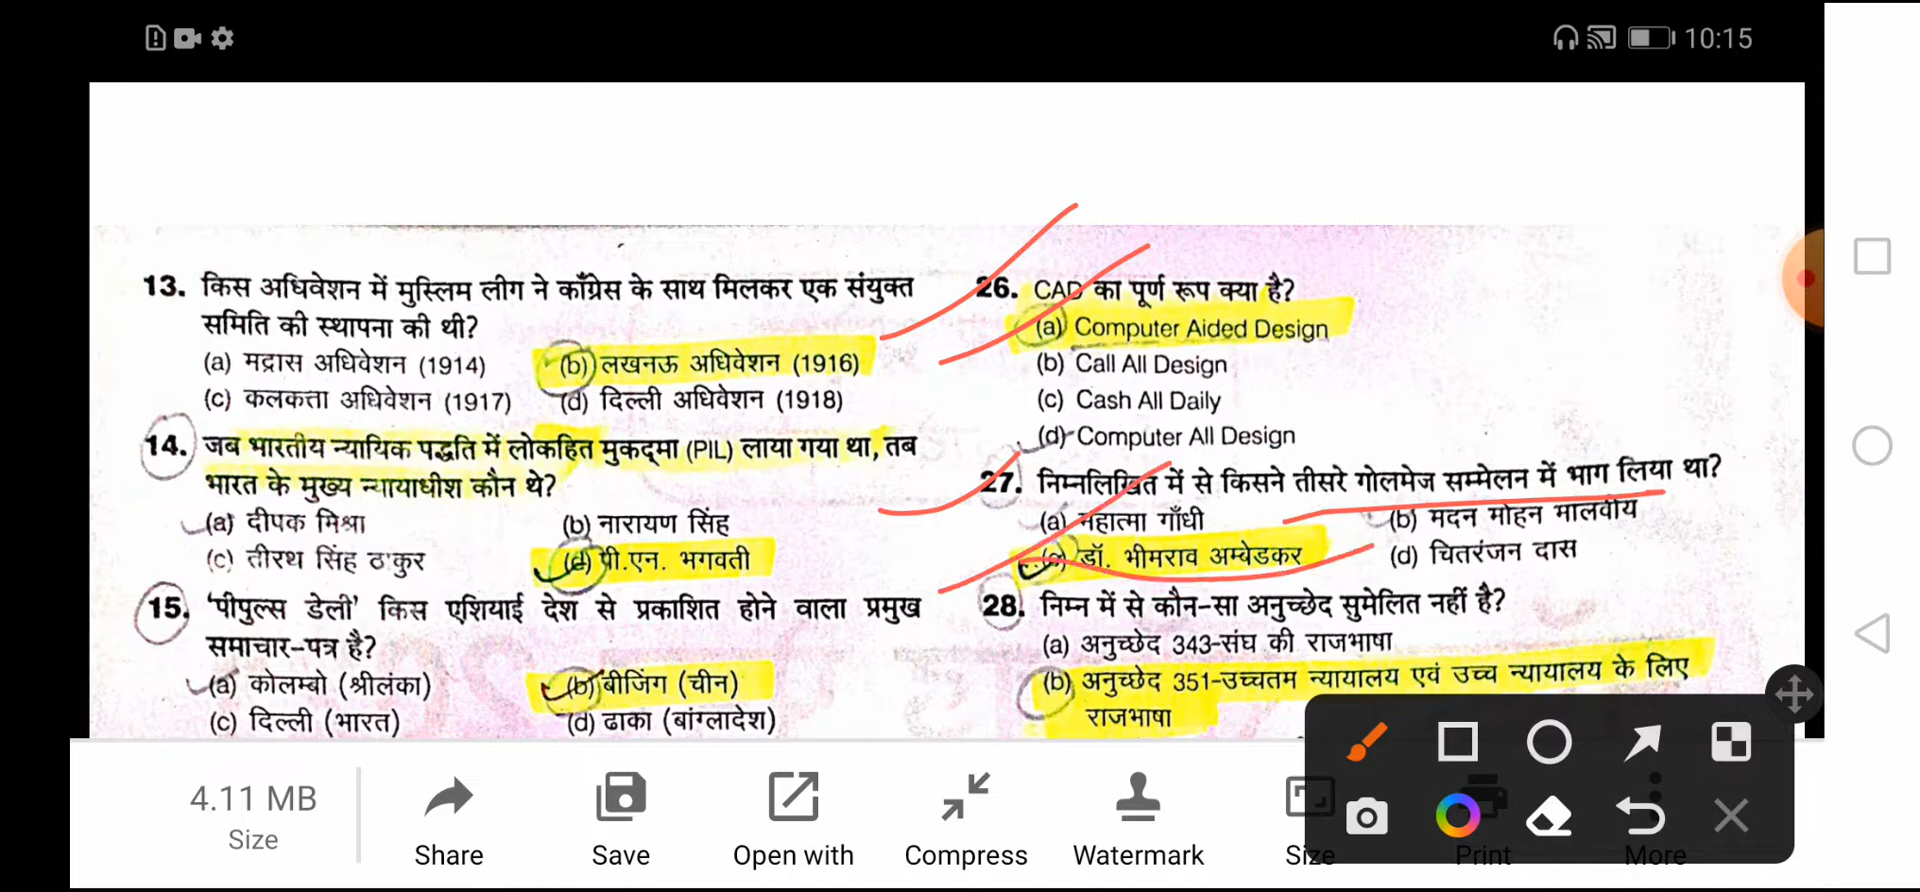 10:15
13. किस अधिवेशन में मुस्लिम लीग ने काँग्रेस के साथ मिलकर एक संयुक्त
समिति की स्थापना की थी?
(a) मद्रास अधिवेशन (1914) (b) लखनऊ अधिवेशन (1916)
(c) कलकत्ता अधिवेशन (1917) (d) दिल्ली अधिवेशन (1918)
14. जब भारतीय न्यायिक पद्धति में लोकहित मुकद्मा (PIL) लाया गया था, तब
भारत के मुख्य न्यायाधीश कौन थे?
(a) दीपक मिश्रा (b) नारायण सिंह
(c) तीरथ सिंह ठाकुर (d) पी.एन. भगवती
15. 'पीपुल्स डेली' किस एशियाई देश से प्रकाशित होने वाला प्रमुख
समाचार-पत्र है?
(a) कोलम्बो (श्रीलंका) (b) बीजिंग (चीन)
(c) दिल्ली (भारत) (d) ढाका (बांग्लादेश)
26. CAD का पूर्ण रूप क्या है?
(a) Computer Aided Design
(b) Call All Design
(c) Cash All Daily
(d) Computer All Design
27. निम्नलिखित में से किसने तीसरे गोलमेज सम्मेलन में भाग लिया था?
(a) महात्मा गाँधी (b) मदन मोहन मालवीय
(c) डॉ. भीमराव अम्बेडकर (d) चितरंजन दास
28. निम्न में से कौन-सा अनुच्छेद सुमेलित नहीं है?
(a) अनुच्छेद 343-संघ की राजभाषा
(b) अनुच्छेद 351-उच्चतम न्यायालय एवं उच्च न्यायालय के लिए
राजभाषा
4.11 MB
Size Share Save Open with Compress Watermark Size Print More